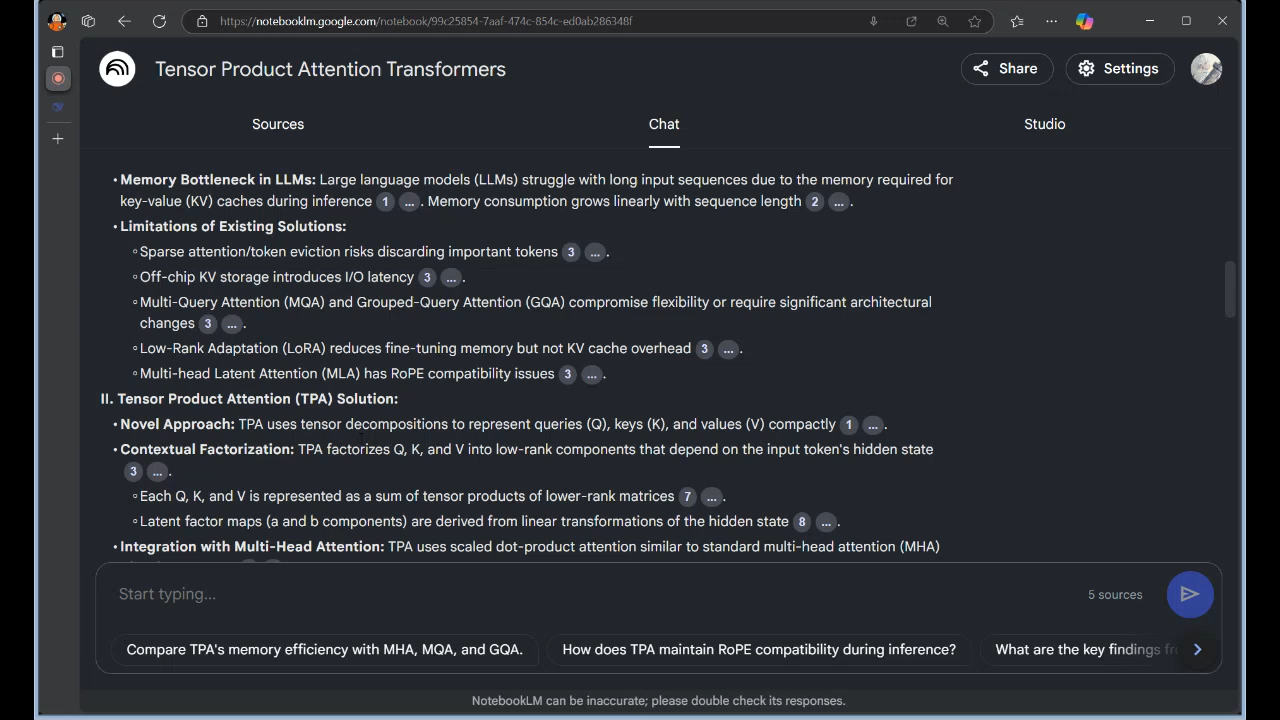 https://notebooklm.google.com/notebook/99c25854-7aaf-474c-854c-ed0ab286348f
Tensor Product Attention Transformers
Share
Settings
Sources
Chat
Studio
• Memory Bottleneck in LLMs: Large language models (LLMs) struggle with long input sequences due to the memory required for
key-value (KV) caches during inference 1 ... . Memory consumption grows linearly with sequence length 2 ... .
• Limitations of Existing Solutions:
◦ Sparse attention/token eviction risks discarding important tokens 3 ... .
◦ Off-chip KV storage introduces I/O latency 3 ... .
◦ Multi-Query Attention (MQA) and Grouped-Query Attention (GQA) compromise flexibility or require significant architectural
changes 3 ... .
◦ Low-Rank Adaptation (LoRA) reduces fine-tuning memory but not KV cache overhead 3 ... .
◦ Multi-head Latent Attention (MLA) has RoPE compatibility issues 3 ... .
II. Tensor Product Attention (TPA) Solution:
• Novel Approach: TPA uses tensor decompositions to represent queries (Q), keys (K), and values (V) compactly 1 ... .
• Contextual Factorization: TPA factorizes Q, K, and V into low-rank components that depend on the input token's hidden state
3 ... .
◦ Each Q, K, and V is represented as a sum of tensor products of lower-rank matrices 7 ... .
◦ Latent factor maps (a and b components) are derived from linear transformations of the hidden state 8 ... .
• Integration with Multi-Head Attention: TPA uses scaled dot-product attention similar to standard multi-head attention (MHA)
Start typing...
5 sources
Compare TPA's memory efficiency with MHA, MQA, and GQA.
How does TPA maintain RoPE compatibility during inference?
What are the key findings
NotebookLM can be inaccurate; please double check its responses.